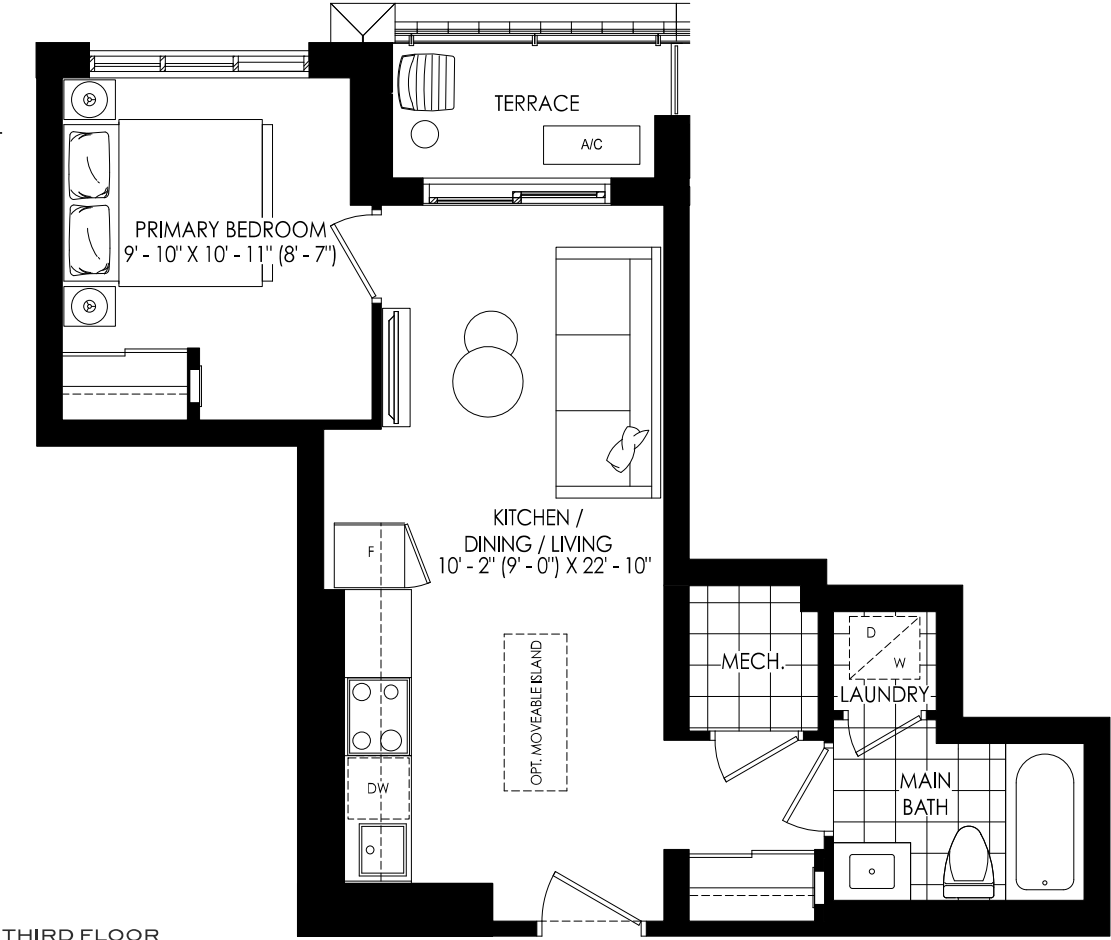 TERRACE
A/C
PRIMARY BEDROOM
9' - 10" X 10' - 11" (8' - 7")
KITCHEN /
DINING / LIVING
10' - 2" (9' - 0") X 22' - 10"
F
OPT. MOVEABLE ISLAND
MECH.
D
W
LAUNDRY
DW
MAIN
BATH
THIRD FLOOR